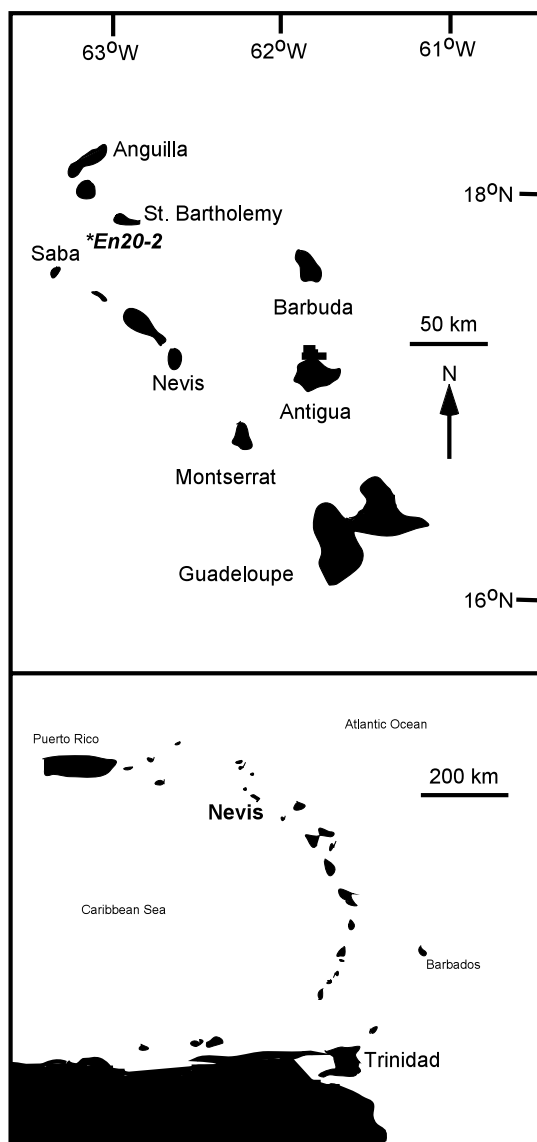 63°W 62°W 61°W
Anguilla
18°N
St. Bartholemy
*En20-2
Saba
Barbuda
50 km
N
Nevis
Antigua
Montserrat
Guadeloupe
16°N
Atlantic Ocean
Puerto Rico
200 km
Nevis
Caribbean Sea
Barbados
Trinidad